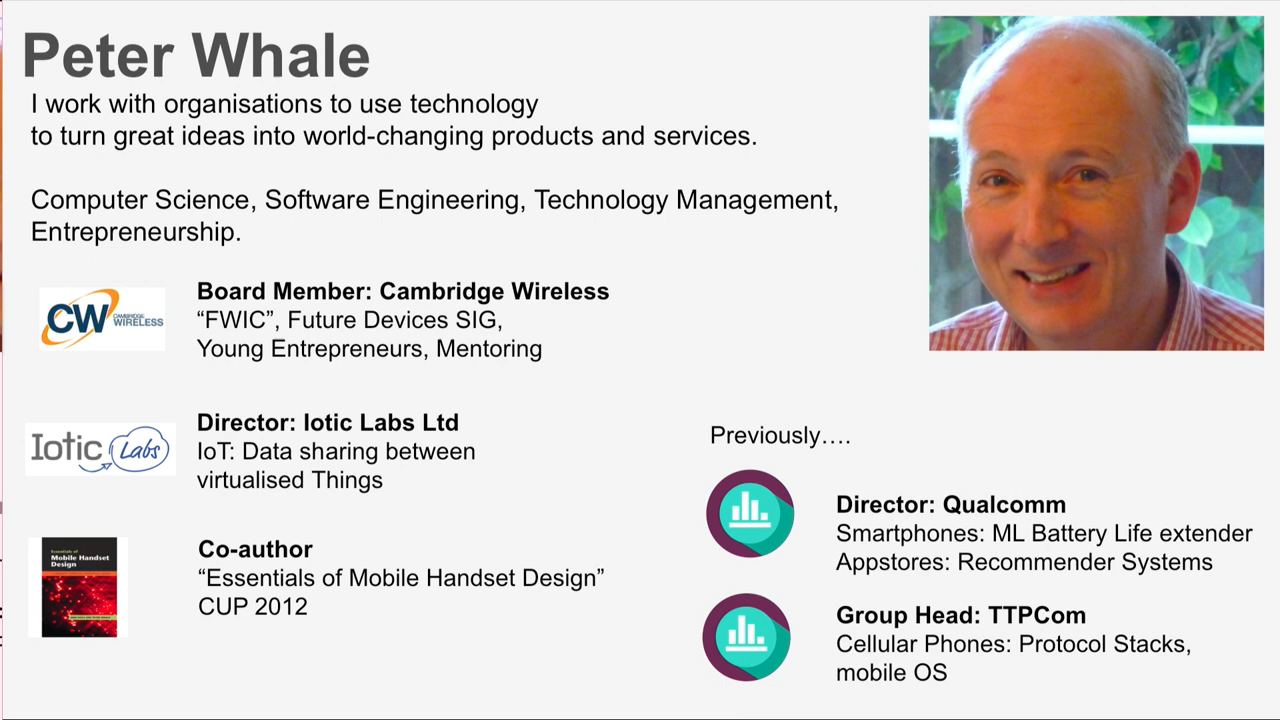 Peter Whale
I work with organisations to use technology
to turn great ideas into world-changing products and services.
Computer Science, Software Engineering, Technology Management,
Entrepreneurship.
CW CAMBRIDGE
WIRELESS
Board Member: Cambridge Wireless
“FWIC”, Future Devices SIG,
Young Entrepreneurs, Mentoring
Iotic Labs
Director: Iotic Labs Ltd
IoT: Data sharing between
virtualised Things
Essentials of
Mobile Handset
Design
Co-author
“Essentials of Mobile Handset Design”
CUP 2012
Previously….
Director: Qualcomm
Smartphones: ML Battery Life extender
Appstores: Recommender Systems
Group Head: TTPCom
Cellular Phones: Protocol Stacks,
mobile OS